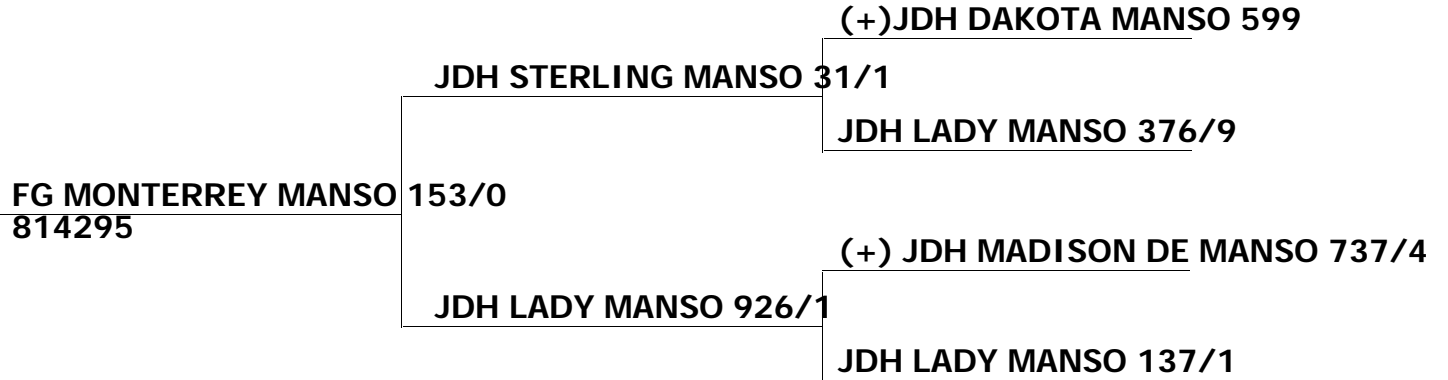 (+)JDH DAKOTA MANSO 599
JDH STERLING MANSO 31/1
JDH LADY MANSO 376/9
FG MONTERREY MANSO 153/0
814295
(+) JDH MADISON DE MANSO 737/4
JDH LADY MANSO 926/1
JDH LADY MANSO 137/1